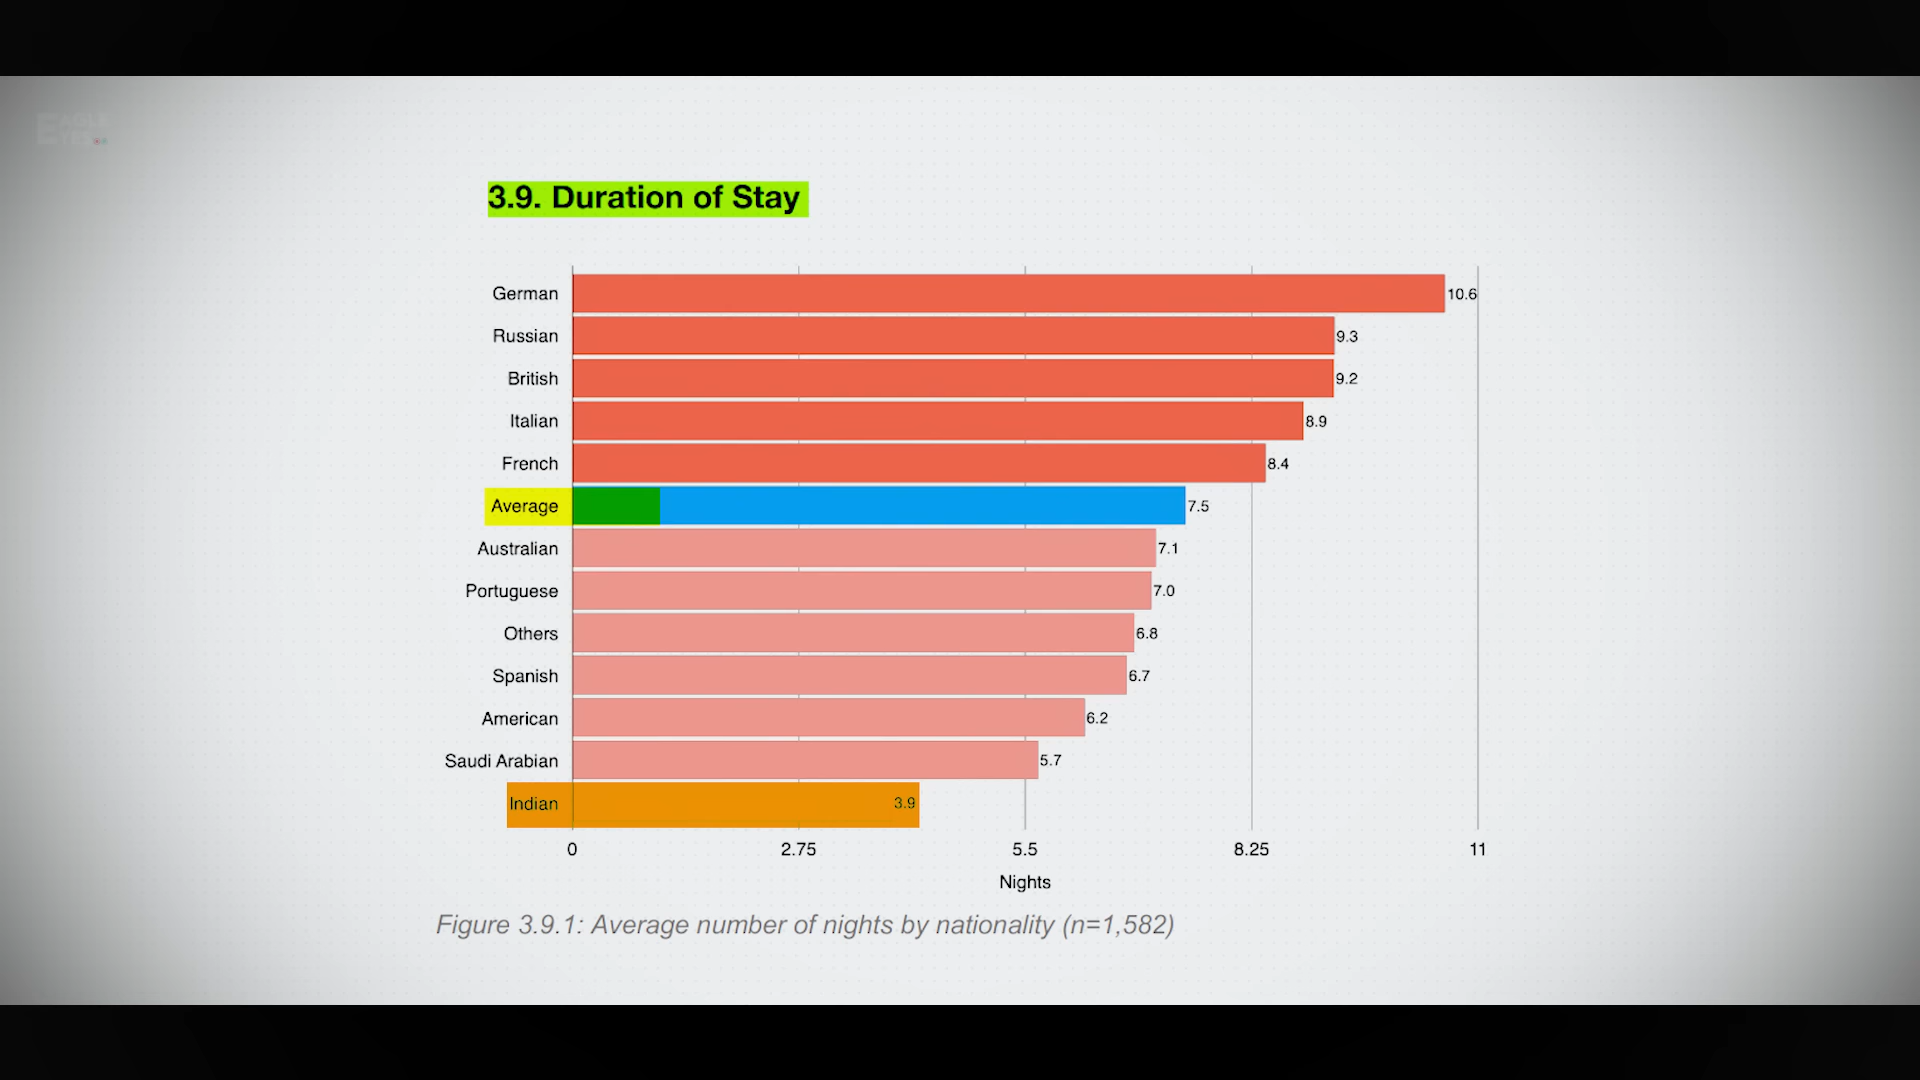 EAGLE
EYES
3.9. Duration of Stay
German 10.6
Russian 9.3
British 9.2
Italian 8.9
French 8.4
Average 7.5
Australian 7.1
Portuguese 7.0
Others 6.8
Spanish 6.7
American 6.2
Saudi Arabian 5.7
Indian 3.9
0 2.75 5.5 8.25 11
Nights
Figure 3.9.1: Average number of nights by nationality (n=1,582)